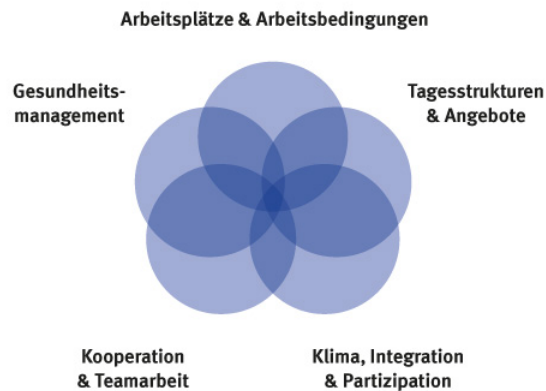 Arbeitsplätze & Arbeitsbedingungen
Gesundheits-
management
Tagesstrukturen
& Angebote
Kooperation
& Teamarbeit
Klima, Integration
& Partizipation